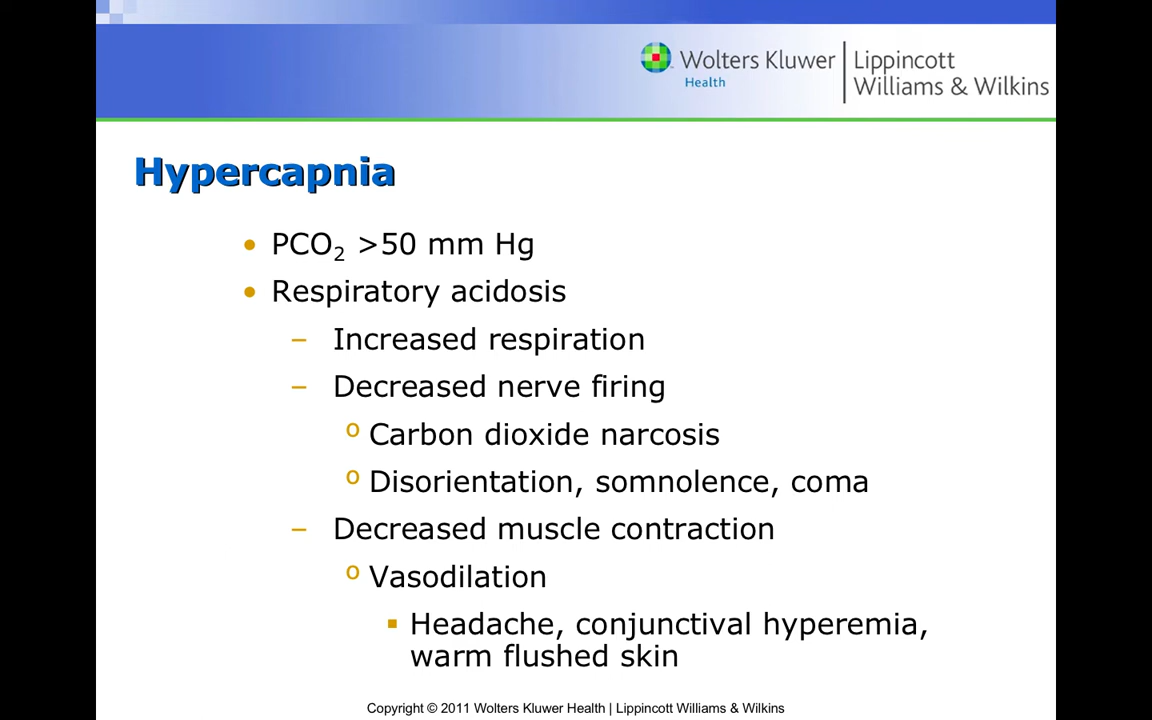 Wolters Kluwer
Health
Lippincott
Williams & Wilkins
Hypercapnia
• PCO₂ >50 mm Hg
• Respiratory acidosis
– Increased respiration
– Decreased nerve firing
o Carbon dioxide narcosis
o Disorientation, somnolence, coma
– Decreased muscle contraction
o Vasodilation
▪ Headache, conjunctival hyperemia,
warm flushed skin
Copyright © 2011 Wolters Kluwer Health | Lippincott Williams & Wilkins